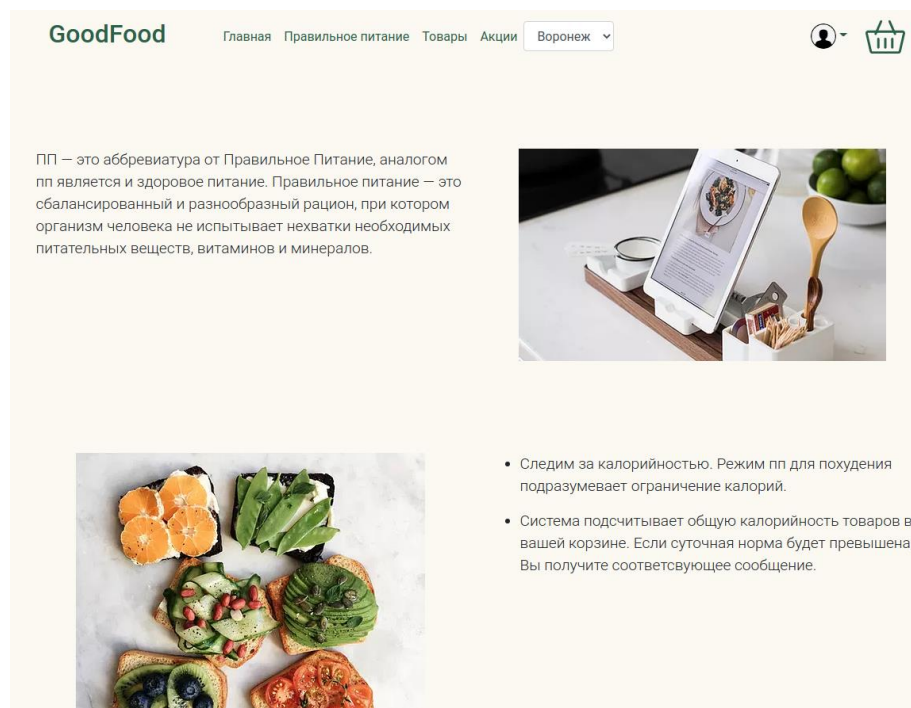 GoodFood
Главная Правильное питание Товары Акции Воронеж
ПП — это аббревиатура от Правильное Питание, аналогом
пп является и здоровое питание. Правильное питание — это
сбалансированный и разнообразный рацион, при котором
организм человека не испытывает нехватки необходимых
питательных веществ, витаминов и минералов.
Следим за калорийностью. Режим пп для похудения
подразумевает ограничение калорий.
Система подсчитывает общую калорийность товаров в
вашей корзине. Если суточная норма будет превышена
Вы получите соответсвующее сообщение.